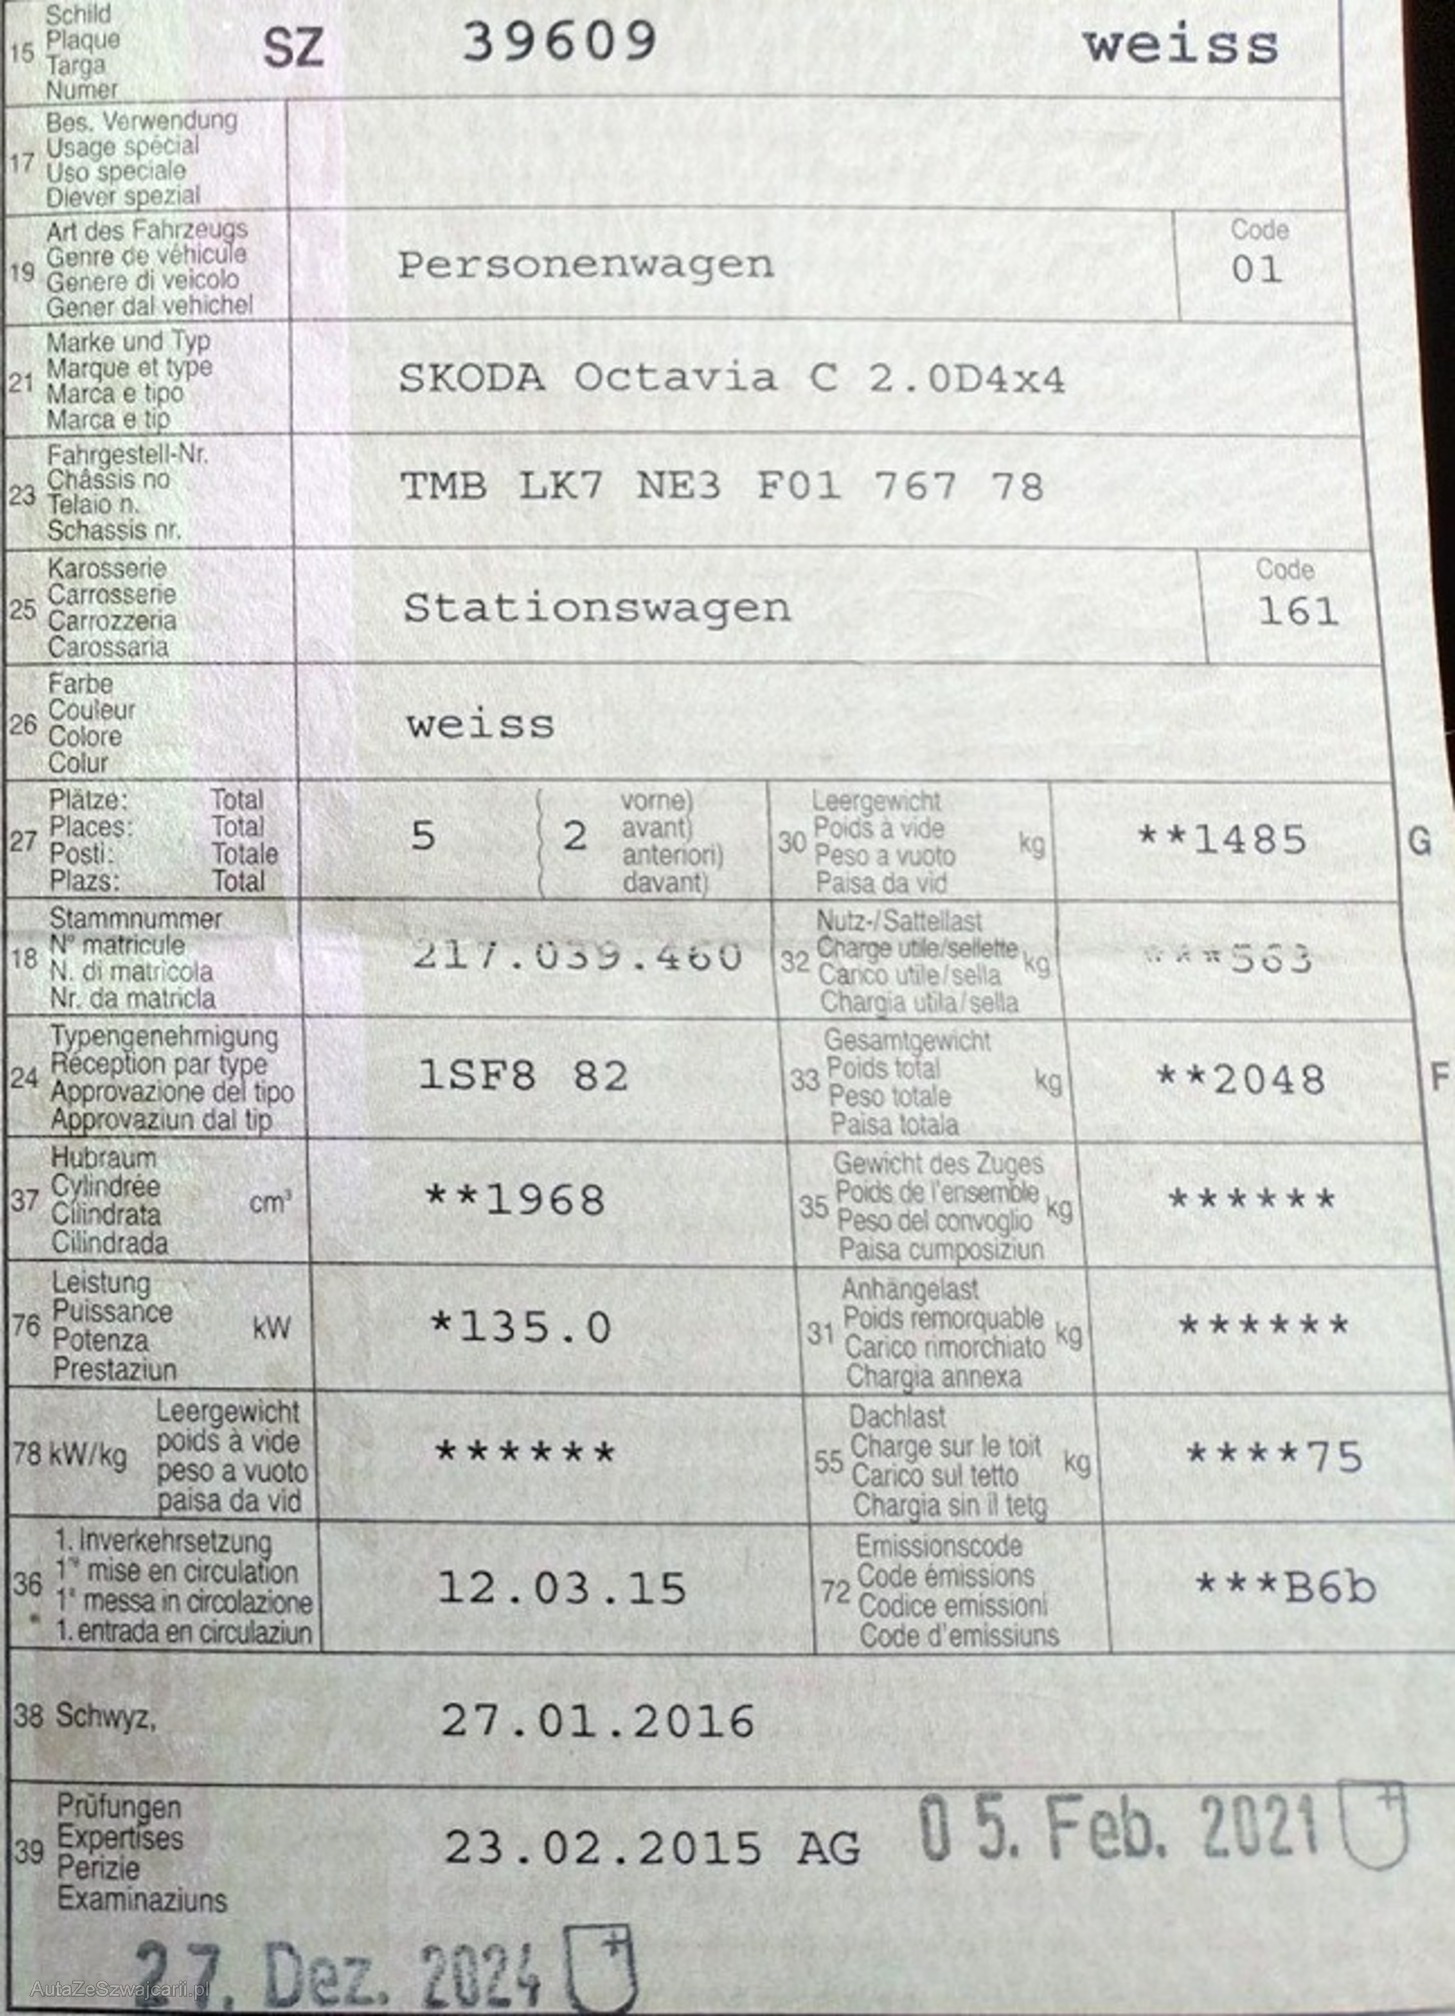 15 Schild
Plaque
Targa
Numer
SZ 39609 weiss
17 Bes. Verwendung
Usage spécial
Uso speciale
Diever spezial
19 Art des Fahrzeugs
Genre de véhicule
Genere di veicolo
Gener dal vehichel
Personenwagen
Code
01
21 Marke und Typ
Marque et type
Marca e tipo
Marca e tip
SKODA Octavia C 2.0D4x4
23 Fahrgestell-Nr.
Châssis no
Telaio n.
Schassis nr.
TMB LK7 NE3 F01 767 78
25 Karosserie
Carrosserie
Carrozzeria
Carossaria
Stationswagen
Code
161
26 Farbe
Couleur
Colore
Colur
weiss
27 Plätze: Total
Places: Total
Posti: Totale
Plazs: Total
5 ( 2 vorne)
avant)
anteriori)
davant)
30 Leergewicht
Poids à vide
Peso a vuoto
Paisa da vid
kg **1485 G
18 Stammnummer
N° matricule
N. di matricola
Nr. da matricla
217.039.460
32 Nutz-/Sattellast
Charge utile/sellette
Carico utile/sella
Chargia utila/sella
kg ***563
24 Typengenehmigung
Réception par type
Approvazione del tipo
Approvaziun dal tip
1SF8 82
33 Gesamtgewicht
Poids total
Peso totale
Paisa totala
kg **2048 F
37 Hubraum
Cylindrée
Cilindrata
Cilindrada
cm³ **1968
35 Gewicht des Zuges
Poids de l'ensemble
Peso del convoglio
Paisa cumposiziun
kg ******
76 Leistung
Puissance
Potenza
Prestaziun
kW *135.0
31 Anhängelast
Poids remorquable
Carico rimorchiato
Chargia annexa
kg ******
78 kW/kg Leergewicht
poids à vide
peso a vuoto
paisa da vid
******
55 Dachlast
Charge sur le toit
Carico sul tetto
Chargia sin il tetg
kg ****75
36 1. Inverkehrsetzung
1re mise en circulation
1a messa in circolazione
1. entrada en circulaziun
12.03.15
72 Emissionscode
Code émissions
Codice emissioni
Code d'emissiuns
***B6b
38 Schwyz, 27.01.2016
39 Prüfungen
Expertises
Perizie
Examinaziuns
23.02.2015 AG 05. Feb. 2021
27. Dez. 2024
AutaZeSzwajcarii.pl